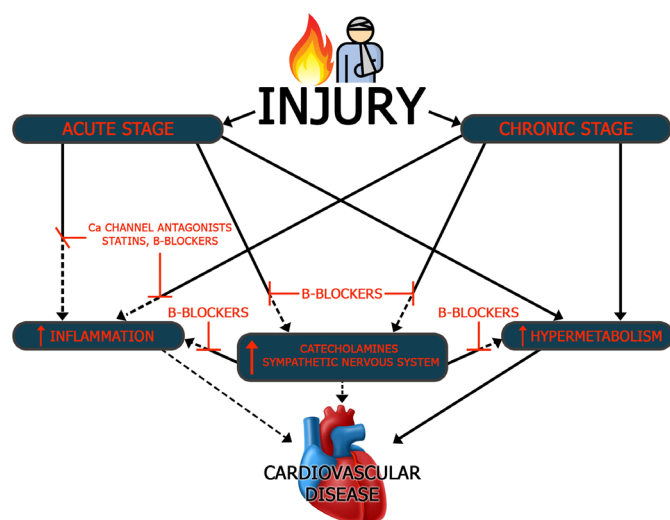 INJURY
ACUTE STAGE
CHRONIC STAGE
Ca CHANNEL ANTAGONISTS
STATINS, B-BLOCKERS
B-BLOCKERS
B-BLOCKERS
B-BLOCKERS
INFLAMMATION
CATECHOLAMINES
SYMPATHETIC NERVOUS SYSTEM
HYPERMETABOLISM
CARDIOVASCULAR
DISEASE